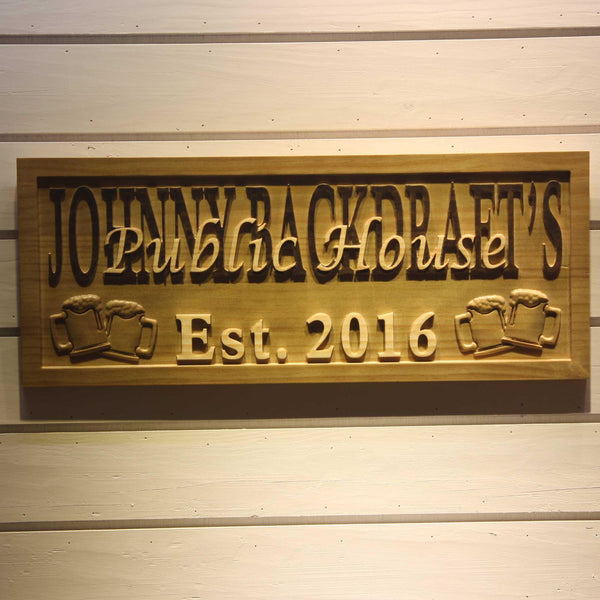 JOHNNY BACKDRAFT'S
Public House
Est. 2016